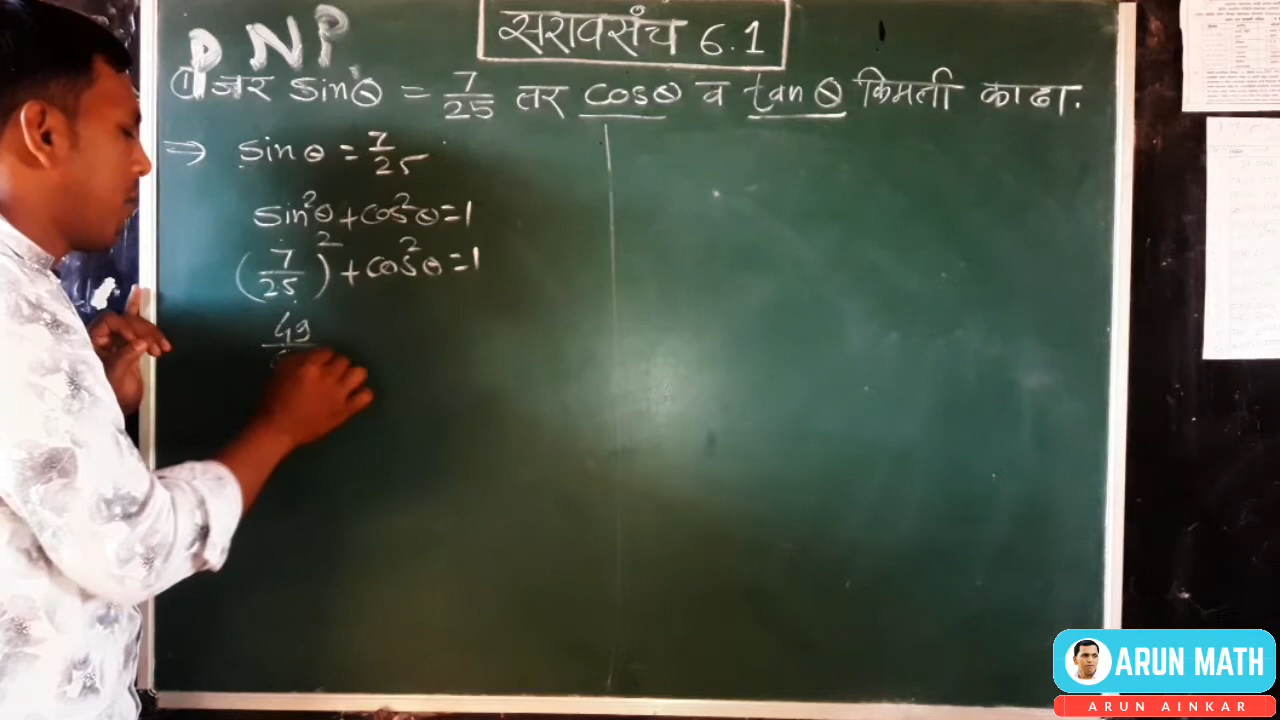 PNP.
सरावसंच 6.1
① जर sinθ = 7/25 तर cosθ व tanθ किमती काढा.
⇒ sinθ = 7/25
sin²θ + cos²θ = 1
(7/25)² + cos²θ = 1
49
ARUN MATH
ARUN AINKAR